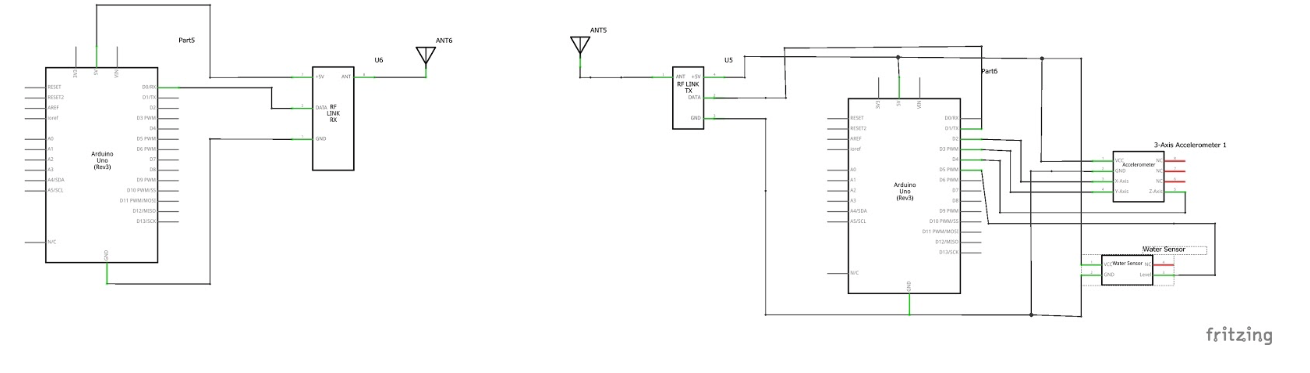 Part5
3V3
5V
VIN
RESET
RESET2
AREF
ioref
A0
A1
A2
A3
A4/SDA
A5/SCL
N/C
D0/RX
D1/TX
D2
D3 PWM
D4
D5 PWM
D6 PWM
D7
D8
D9 PWM
D10 PWM/SS
D11 PWM/MOSI
D12/MISO
D13/SCK
Arduino
Uno
(Rev3)
GND
U6
+5V
ANT
DATA
GND
RF
LINK
RX
ANT6
ANT5
U5
ANT
+5V
RF LINK
TX
DATA
GND
Part6
3V3
5V
VIN
RESET
RESET2
AREF
ioref
A0
A1
A2
A3
A4/SDA
A5/SCL
N/C
D0/RX
D1/TX
D2
D3 PWM
D4
D5 PWM
D6 PWM
D7
D8
D9 PWM
D10 PWM/SS
D11 PWM/MOSI
D12/MISO
D13/SCK
Arduino
Uno
(Rev3)
GND
3-Axis Accelerometer 1
VCC
GND
X-Axis
Y-Axis
Accelerometer
NC
NC
NC
Z-Axis
Water Sensor
VCC
GND
Water Sensor
NC
Level
fritzing